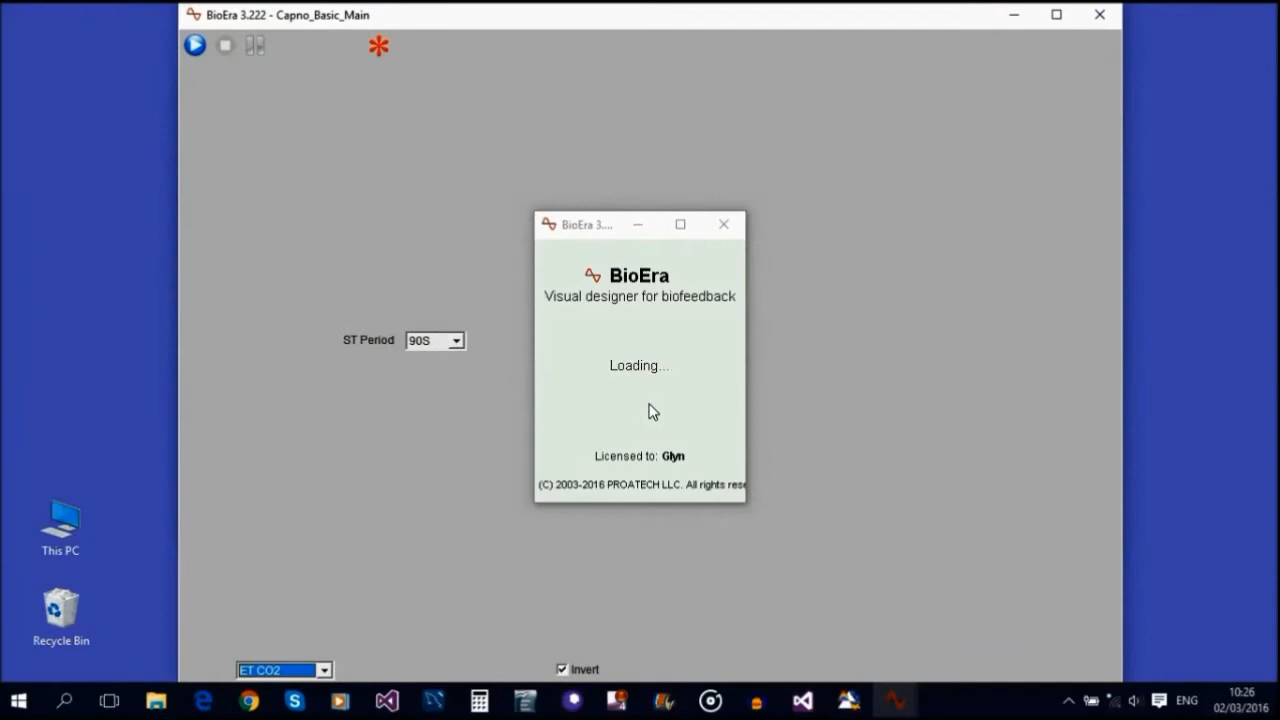 BioEra 3.222 - Capno_Basic_Main
BioEra 3....
BioEra
Visual designer for biofeedback
ST Period 90S
Loading...
Licensed to: Glyn
(C) 2003-2016 PROATECH LLC. All rights rese
This PC
Recycle Bin
ET CO2
Invert
ENG
10:26
02/03/2016